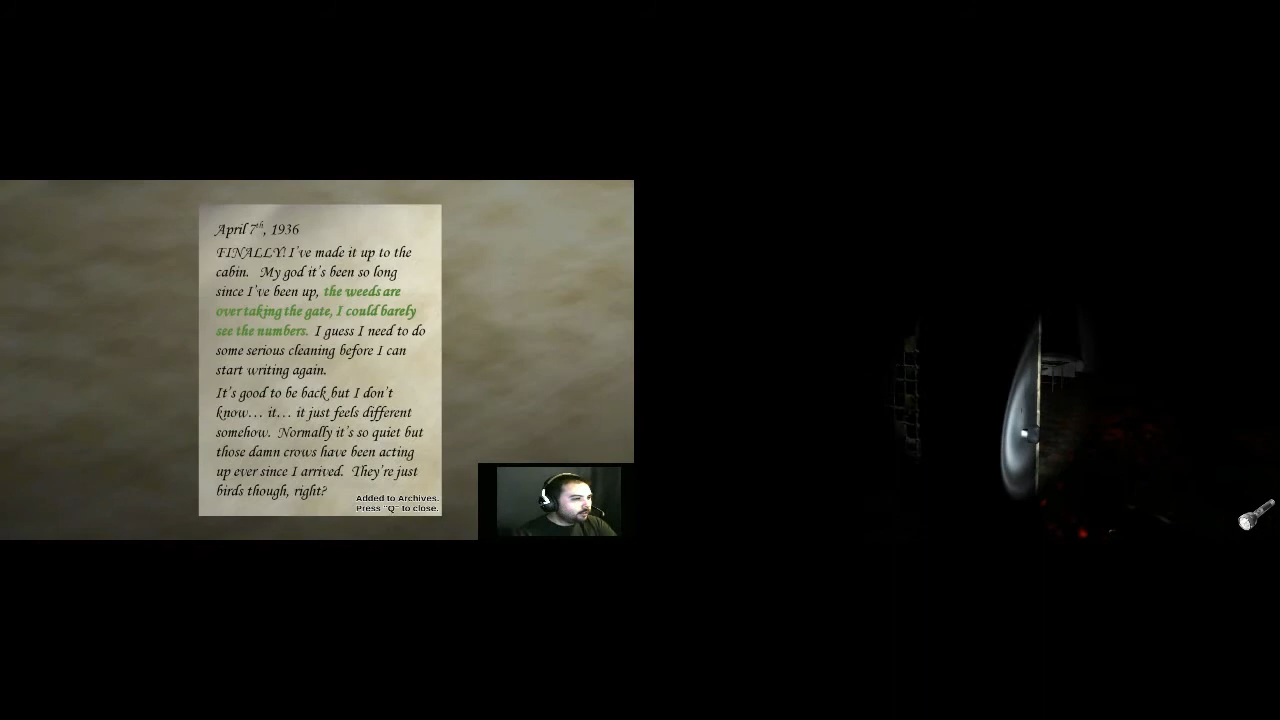 April 7th, 1936
FINALLY! I've made it up to the
cabin. My god it's been so long
since I've been up, the weeds are
over taking the gate, I could barely
see the numbers. I guess I need to do
some serious cleaning before I can
start writing again.
It's good to be back but I don't
know… it… it just feels different
somehow. Normally it's so quiet but
those damn crows have been acting
up ever since I arrived. They're just
birds though, right?
Added to Archives.
Press "Q" to close.